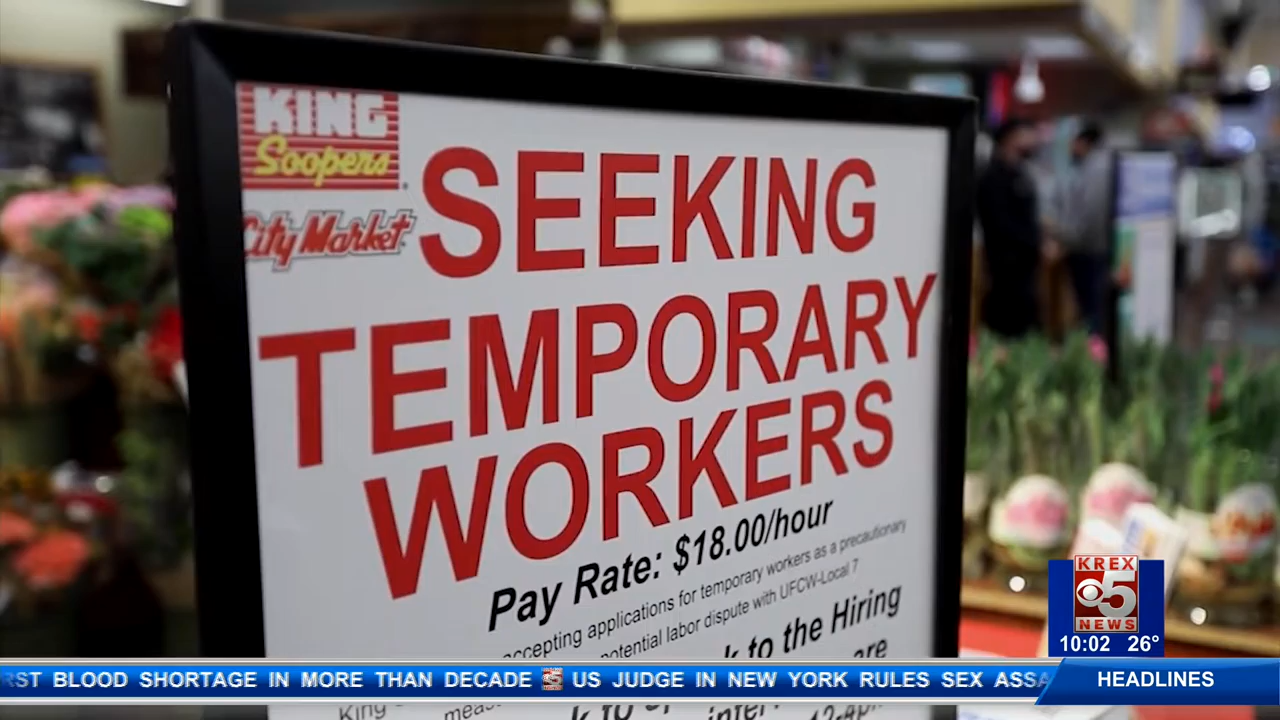 KING
Soopers
City Market
SEEKING
TEMPORARY
WORKERS
Pay Rate: $18.00/hour
accepting applications for temporary workers as a precautionary
potential labor dispute with UFCW-Local 7
to the Hiring
KREX
5
NEWS
10:02 26°
RST BLOOD SHORTAGE IN MORE THAN DECADE US JUDGE IN NEW YORK RULES SEX ASSA
HEADLINES
King